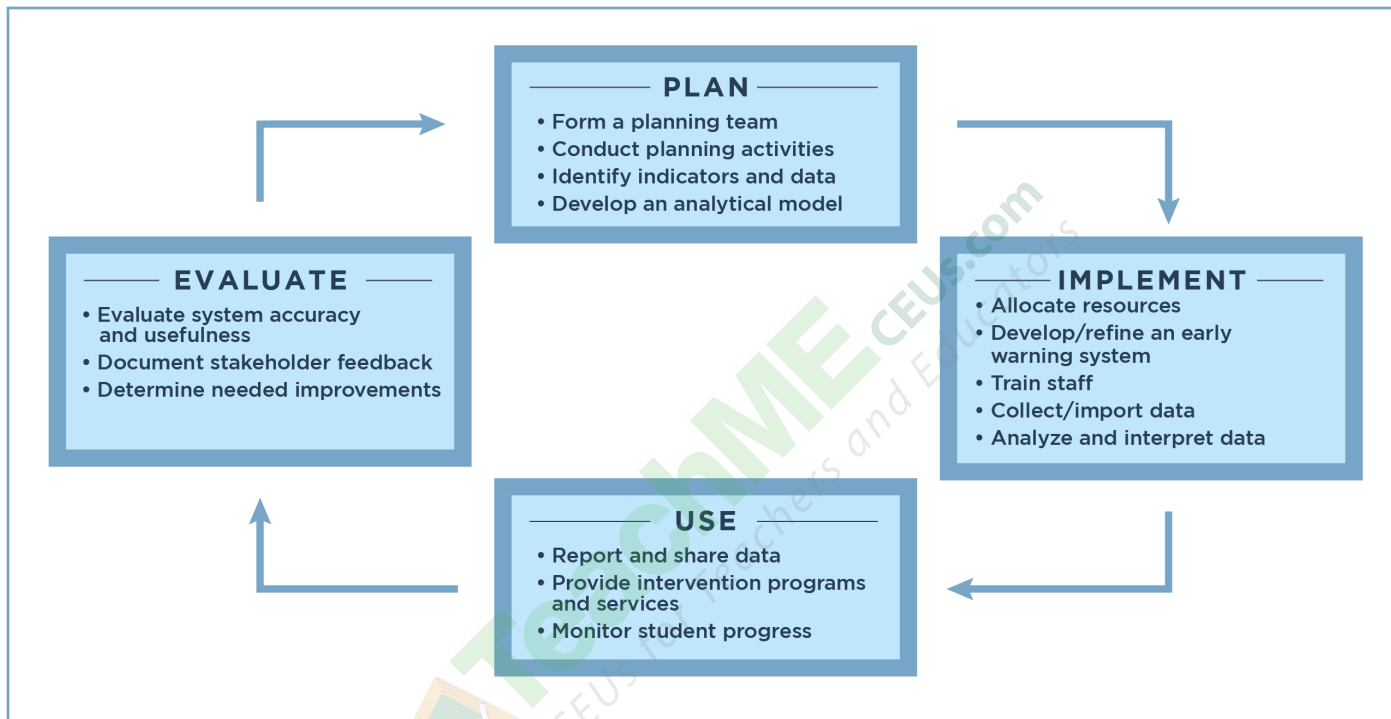 PLAN
• Form a planning team
• Conduct planning activities
• Identify indicators and data
• Develop an analytical model
IMPLEMENT
• Allocate resources
• Develop/refine an early
warning system
• Train staff
• Collect/import data
• Analyze and interpret data
USE
• Report and share data
• Provide intervention programs
and services
• Monitor student progress
EVALUATE
• Evaluate system accuracy
and usefulness
• Document stakeholder feedback
• Determine needed improvements
TeachME CEUs.com
CEUs for Teachers and Educators